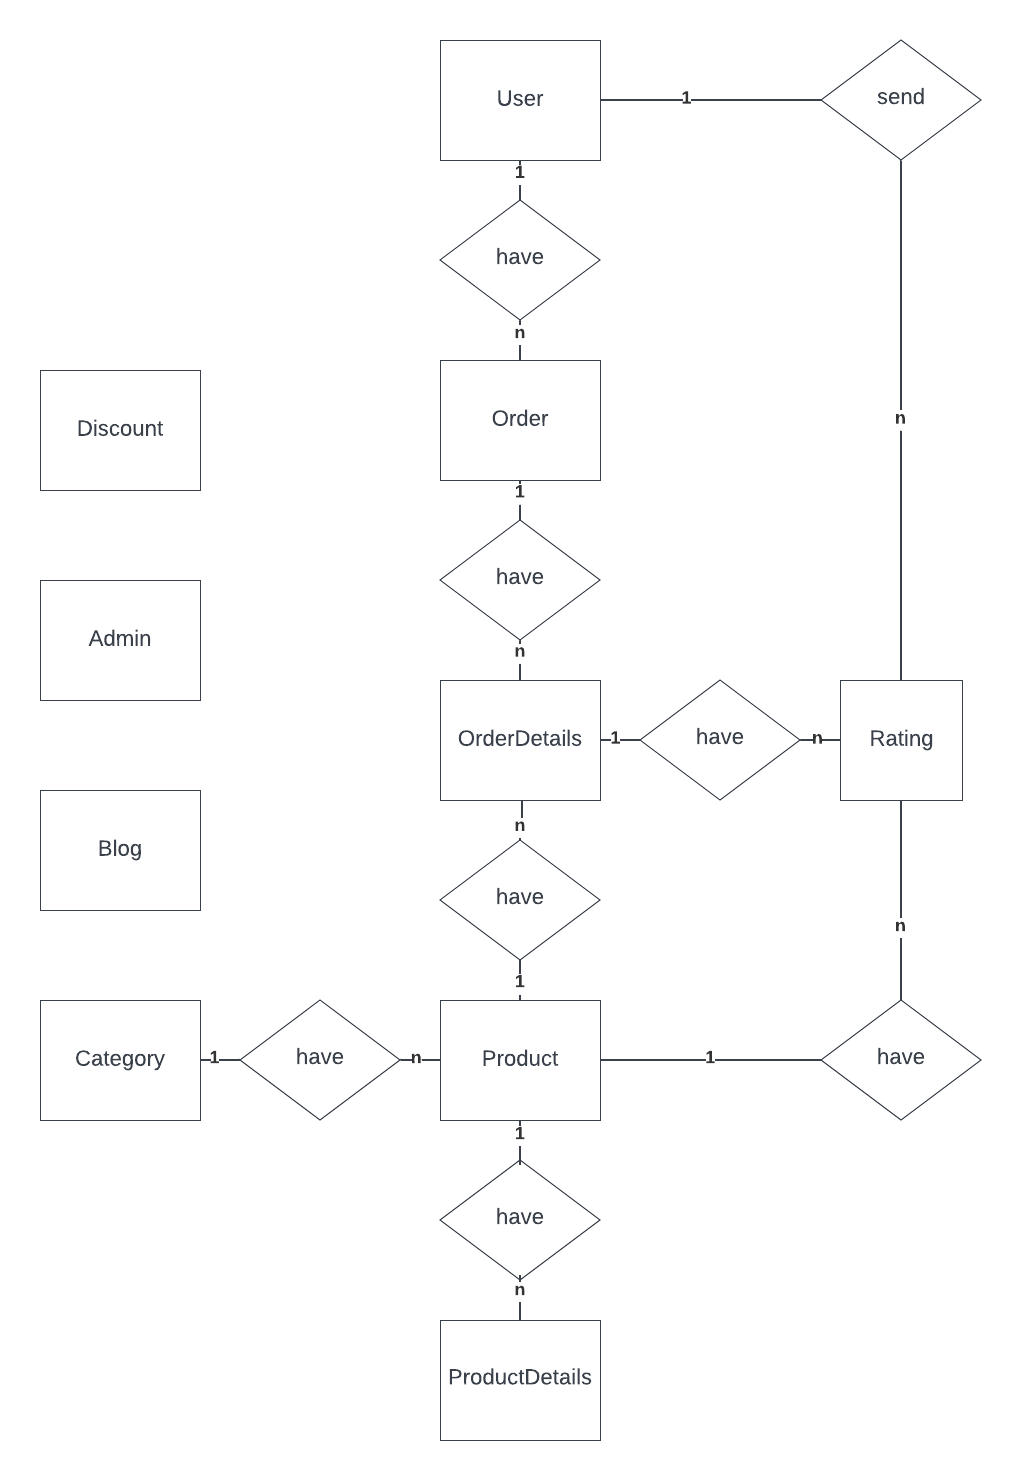 User
1
send
1
have
n
Order
Discount
n
1
have
Admin
n
OrderDetails
1
have
n
Rating
n
Blog
have
n
1
Category
1
have
n
Product
1
have
1
have
n
ProductDetails